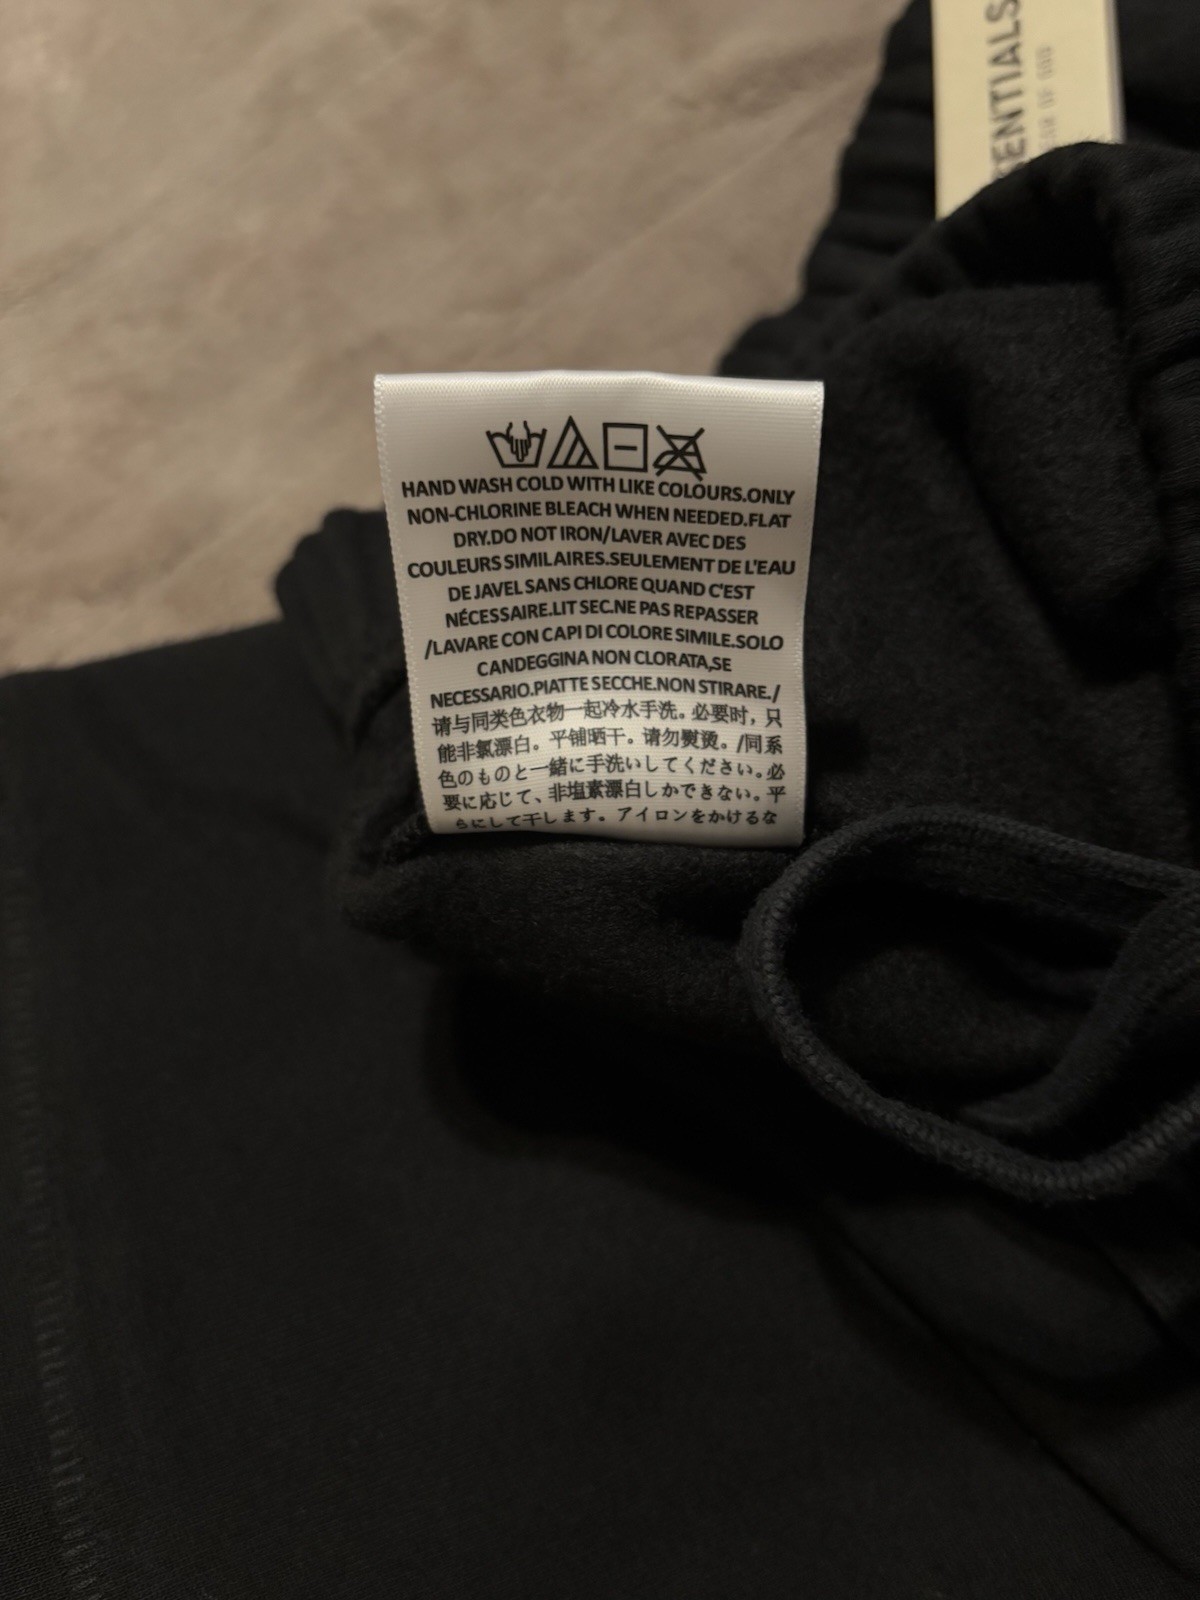 ENTIALS
HAND WASH COLD WITH LIKE COLOURS.ONLY
NON-CHLORINE BLEACH WHEN NEEDED.FLAT
DRY.DO NOT IRON/LAVER AVEC DES
COULEURS SIMILAIRES.SEULEMENT DE L'EAU
DE JAVEL SANS CHLORE QUAND C'EST
NÉCESSAIRE.LIT SEC.NE PAS REPASSER
/LAVARE CON CAPI DI COLORE SIMILE.SOLO
CANDEGGINA NON CLORATA,SE
NECESSARIO.PIATTE SECCHE.NON STIRARE./
请与同类色衣物一起冷水手洗。必要时，只
能非氯漂白。平铺晒干。请勿熨烫。/同系
色のものと一緒に手洗いしてください。必
要に応じて、非塩素漂白しかできない。平
らにして干します。アイロンをかけるな